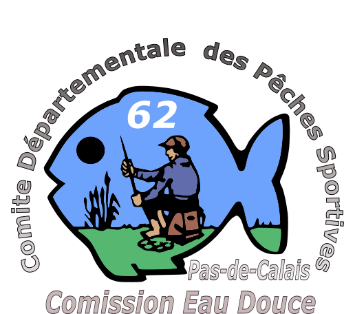 Comite Départementale des Pêches Sportives
62
Pas-de-Calais
Comission Eau Douce